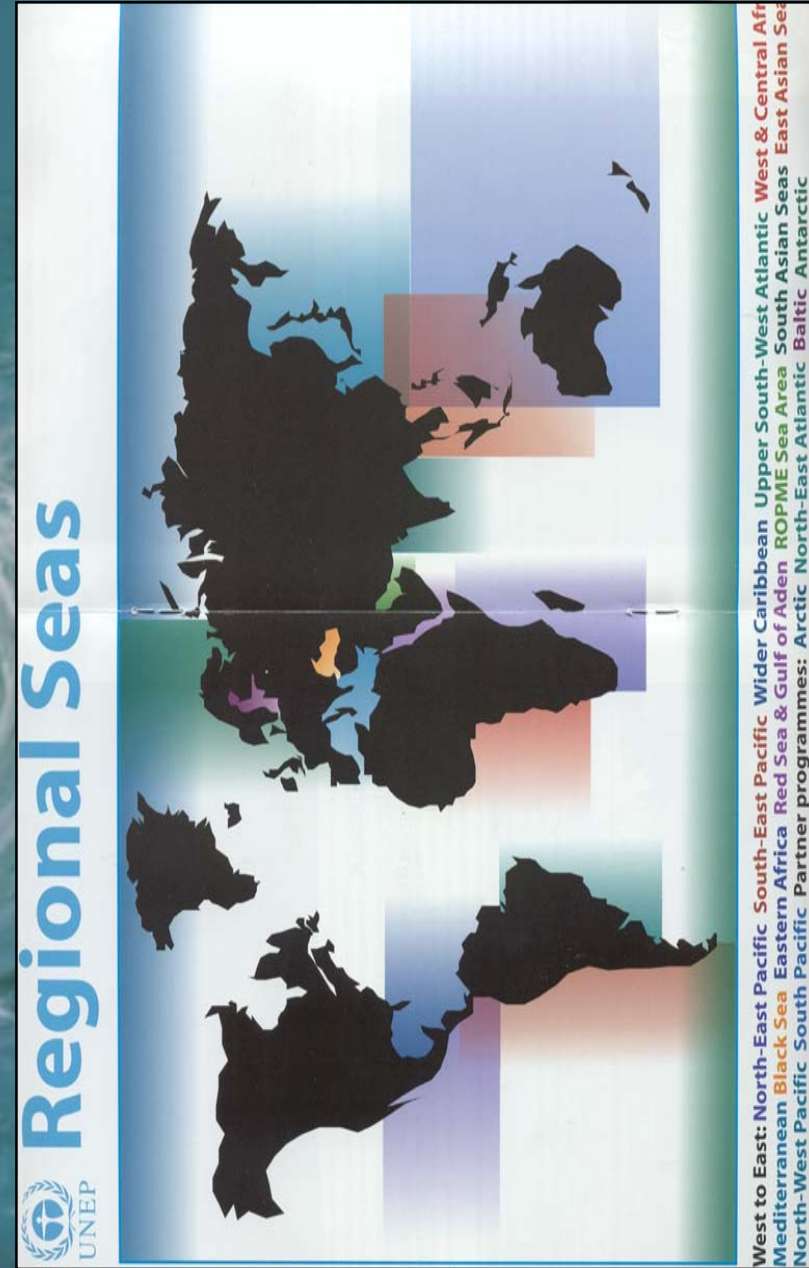 UNEP
Regional Seas
West to East: North-East Pacific South-East Pacific Wider Caribbean Upper South-West Atlantic West & Central Afr
Mediterranean Black Sea Eastern Africa Red Sea & Gulf of Aden ROPME Sea Area South Asian Seas East Asian Sea
North-West Pacific South Pacific Partner programmes: Arctic North-East Atlantic Baltic Antarctic